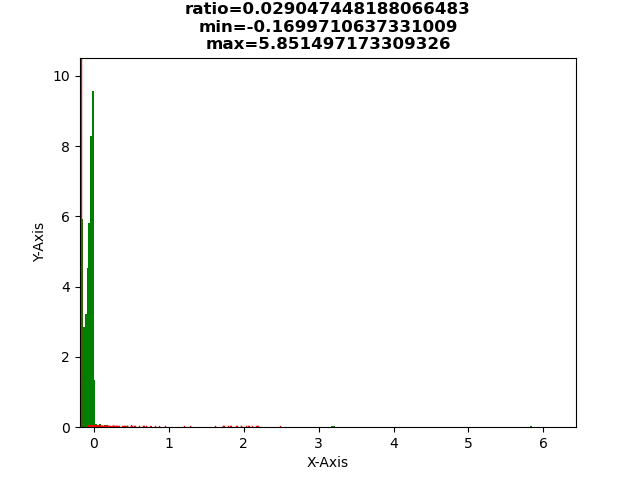 ratio=0.029047448188066483
min=-0.1699710637331009
max=5.851497173309326
10
8
6
4
2
0
Y-Axis
0 1 2 3 4 5 6
X-Axis